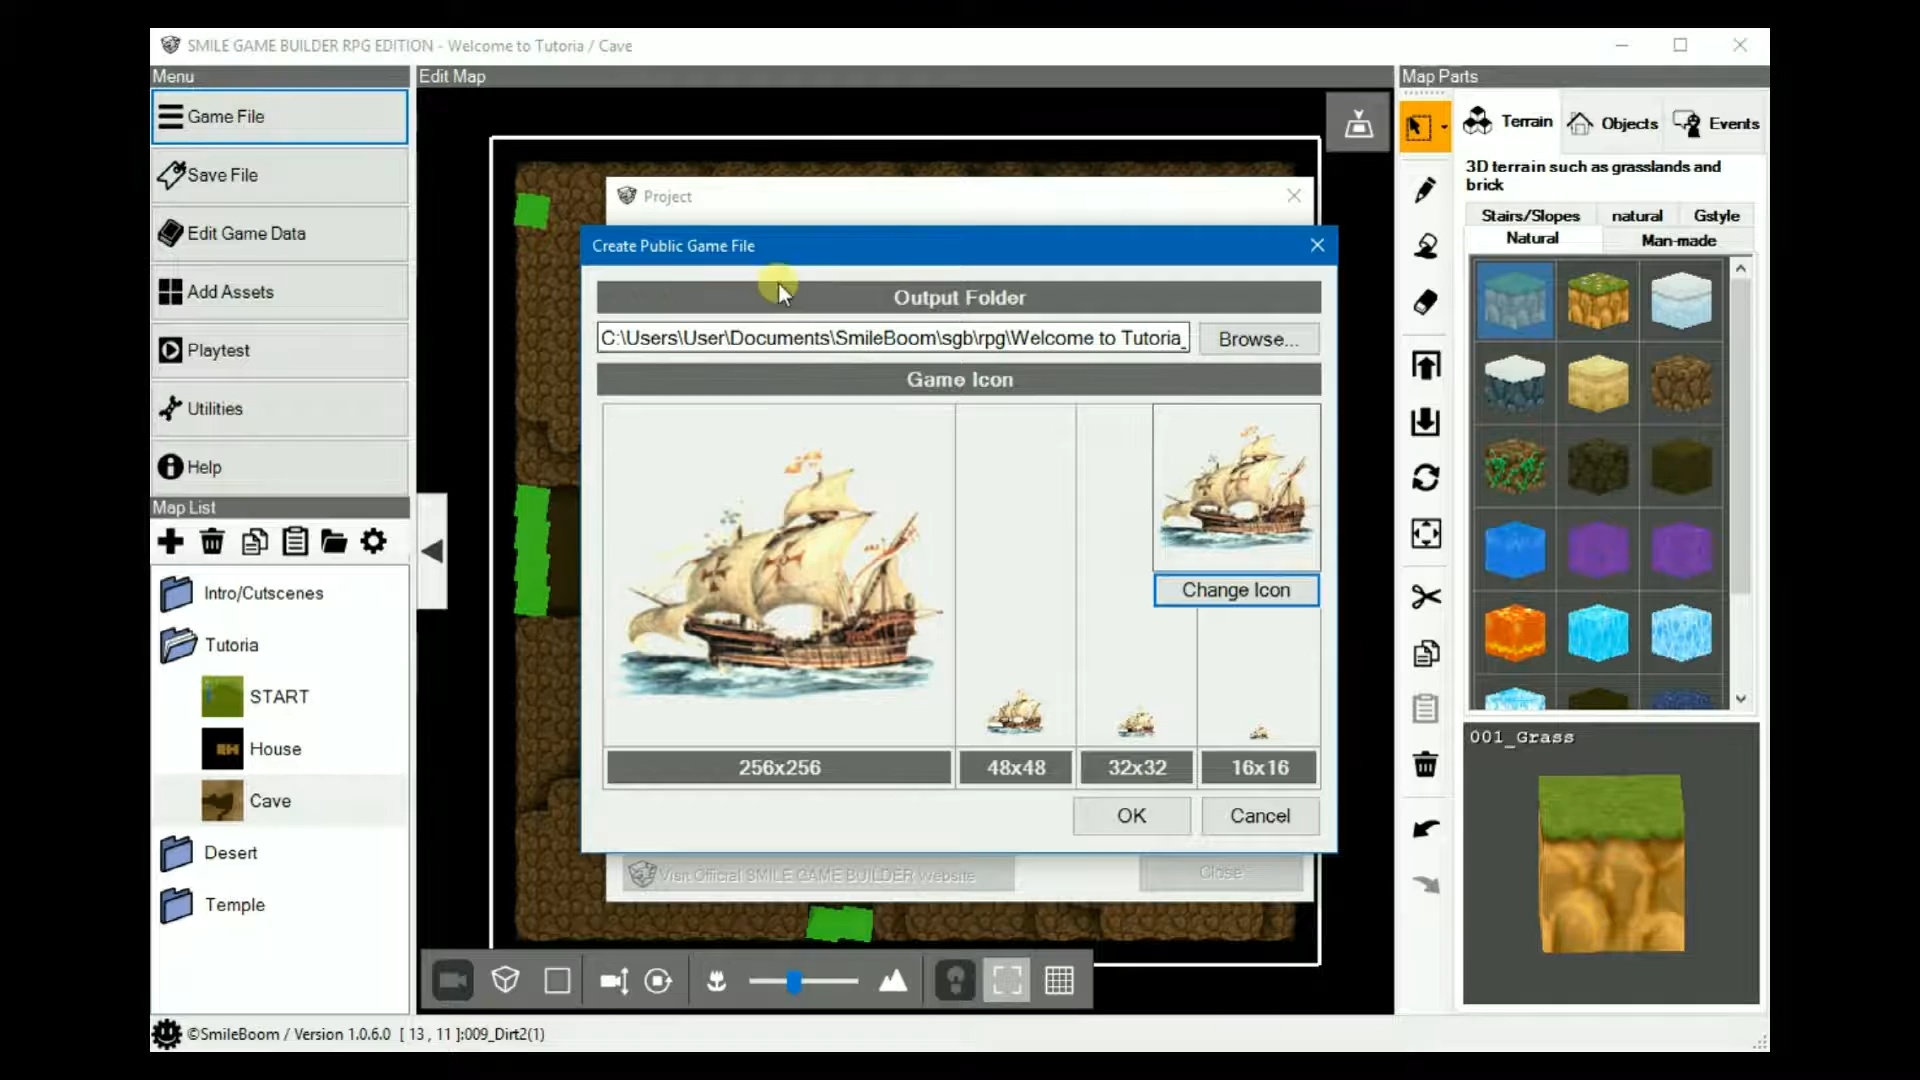 SMILE GAME BUILDER RPG EDITION - Welcome to Tutoria / Cave
Menu
Edit Map
Map Parts
Game File
Save File
Edit Game Data
Add Assets
Playtest
Utilities
Help
Map List
Intro/Cutscenes
Tutoria
START
House
Cave
Desert
Temple
Project
Create Public Game File
Output Folder
C:\Users\User\Documents\SmileBoom\sgb\rpg\Welcome to Tutoria_
Browse...
Game Icon
Change Icon
256x256
48x48
32x32
16x16
OK
Cancel
Visit Official SMILE GAME BUILDER Website
Close
Terrain
Objects
Events
3D terrain such as grasslands and
brick
Stairs/Slopes
natural
Gstyle
Natural
Man-made
001_Grass
©SmileBoom / Version 1.0.6.0 [ 13 , 11 ]:009_Dirt2(1)